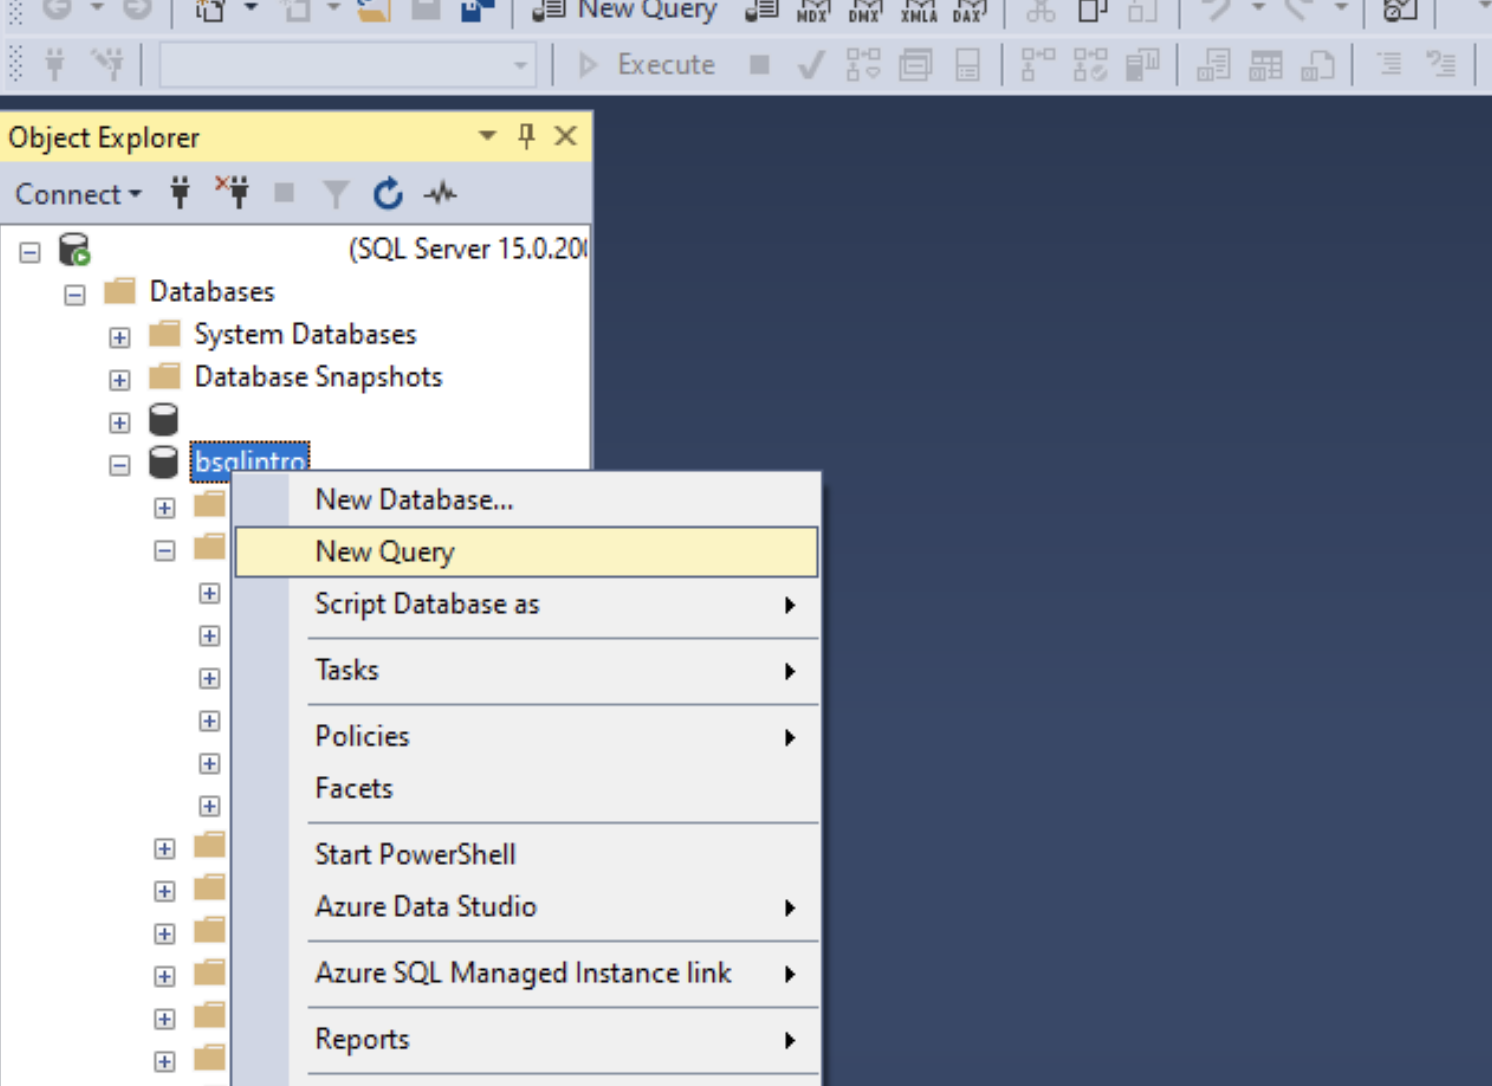 New Query MDX DMX XMLA DAX
Execute
Object Explorer
Connect
(SQL Server 15.0.200
Databases
System Databases
Database Snapshots
bsqlintro
New Database...
New Query
Script Database as
Tasks
Policies
Facets
Start PowerShell
Azure Data Studio
Azure SQL Managed Instance link
Reports